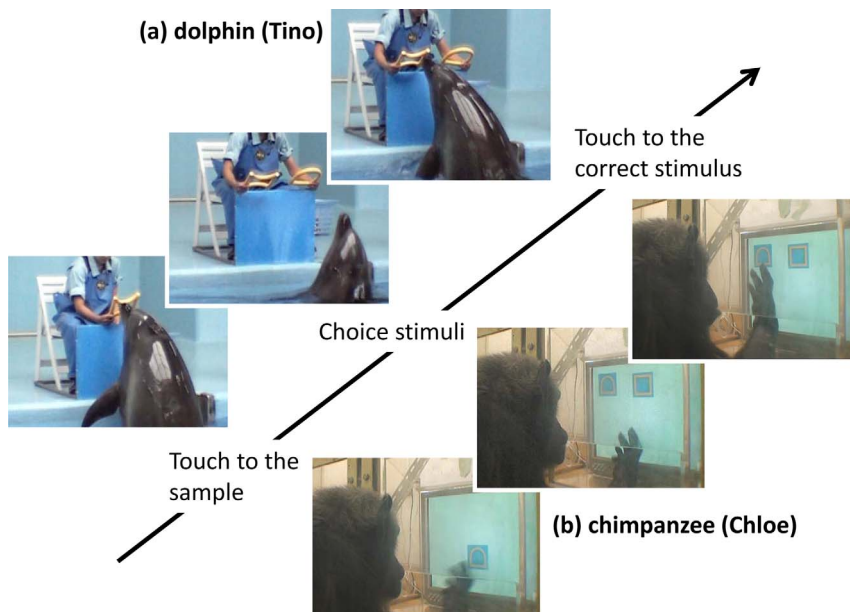 (a) dolphin (Tino)
Touch to the
correct stimulus
Choice stimuli
Touch to the
sample
(b) chimpanzee (Chloe)